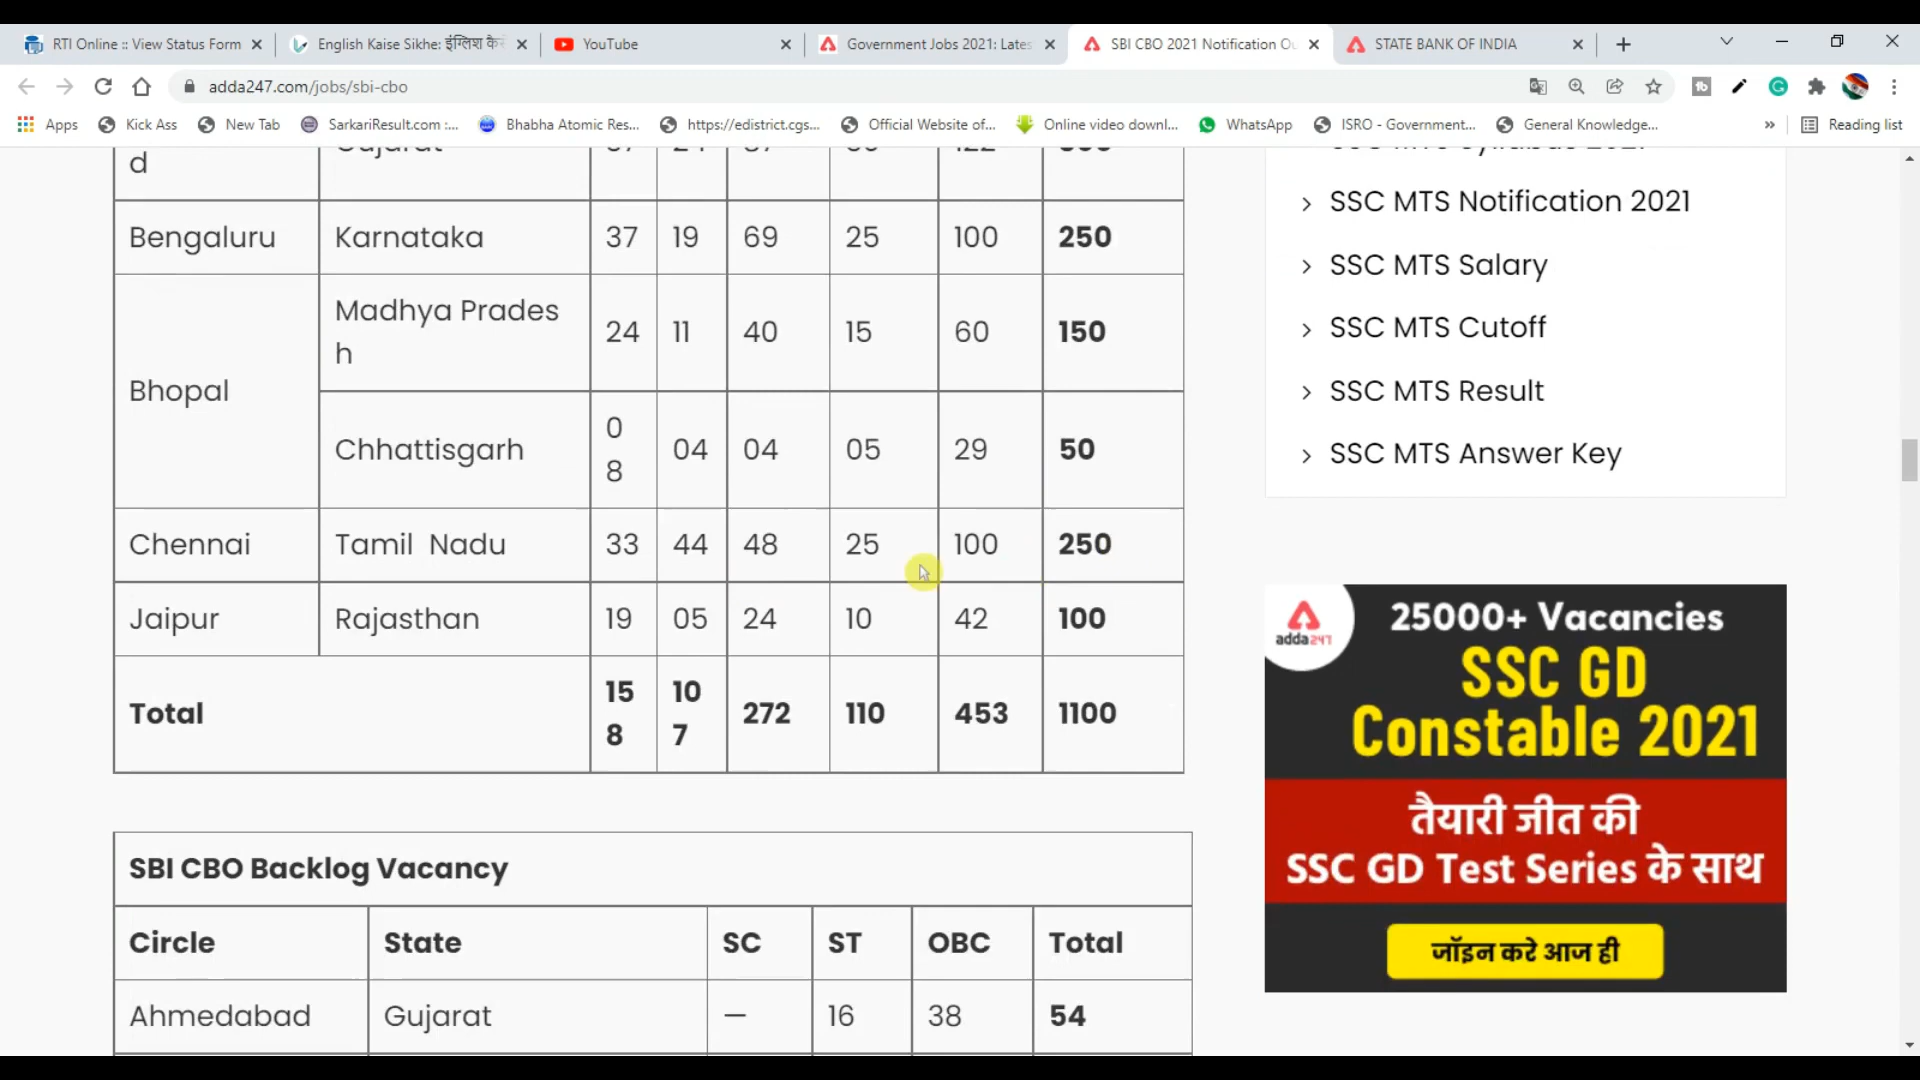 RTI Online :: View Status Form
English Kaise Sikhe: इंग्लिश कै
YouTube
Government Jobs 2021: Lates
SBI CBO 2021 Notification Ou
STATE BANK OF INDIA
adda247.com/jobs/sbi-cbo
Apps
Kick Ass
New Tab
SarkariResult.com :...
Bhabha Atomic Res...
https://edistrict.cgs...
Official Website of...
Online video downl...
WhatsApp
ISRO - Government...
General Knowledge...
»
Reading list
d
Bengaluru Karnataka 37 19 69 25 100 250
Bhopal
Madhya Prades
h
24 11 40 15 60 150
Chhattisgarh
0
8
04 04 05 29 50
Chennai Tamil Nadu 33 44 48 25 100 250
Jaipur Rajasthan 19 05 24 10 42 100
Total
15
8
10
7
272 110 453 1100
SBI CBO Backlog Vacancy
Circle State SC ST OBC Total
Ahmedabad Gujarat — 16 38 54
SSC MTS Notification 2021
SSC MTS Salary
SSC MTS Cutoff
SSC MTS Result
SSC MTS Answer Key
adda247
25000+ Vacancies
SSC GD
Constable 2021
तैयारी जीत की
SSC GD Test Series के साथ
जॉइन करे आज ही